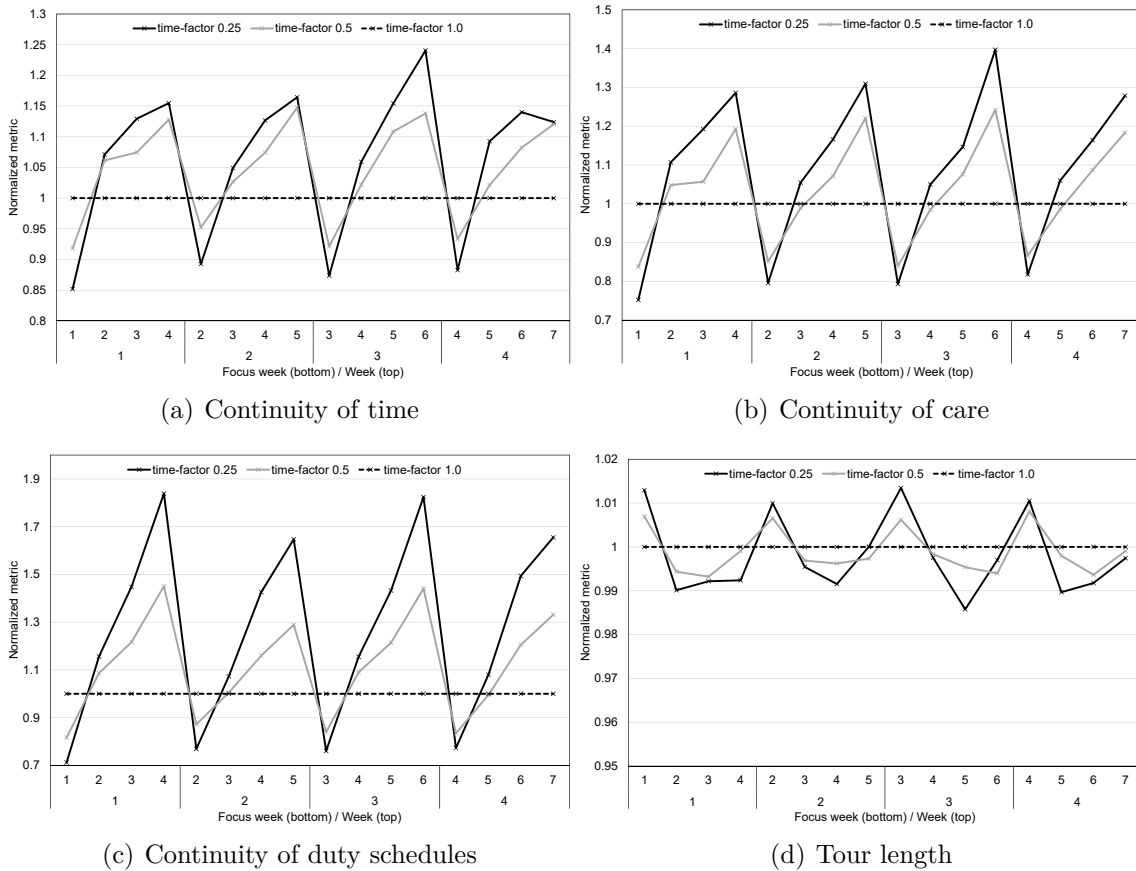 1.3
1.25
1.2
1.15
1.1
1.05
1
0.95
0.9
0.85
0.8
Normalized metric
time-factor 0.25 time-factor 0.5 time-factor 1.0
1 2 3 4 2 3 4 5 3 4 5 6 4 5 6 7
1 2 3 4
Focus week (bottom) / Week (top)
(a) Continuity of time
1.5
1.4
1.3
1.2
1.1
1
0.9
0.8
0.7
Normalized metric
time-factor 0.25 time-factor 0.5 time-factor 1.0
1 2 3 4 2 3 4 5 3 4 5 6 4 5 6 7
1 2 3 4
Focus week (bottom) / Week (top)
(b) Continuity of care
1.9
1.7
1.5
1.3
1.1
0.9
0.7
Normalized metric
time-factor 0.25 time-factor 0.5 time-factor 1.0
1 2 3 4 2 3 4 5 3 4 5 6 4 5 6 7
1 2 3 4
Focus week (bottom) / Week (top)
(c) Continuity of duty schedules
1.02
1.01
1
0.99
0.98
0.97
0.96
0.95
Normalized metric
time-factor 0.25 time-factor 0.5 time-factor 1.0
1 2 3 4 2 3 4 5 3 4 5 6 4 5 6 7
1 2 3 4
Focus week (bottom) / Week (top)
(d) Tour length